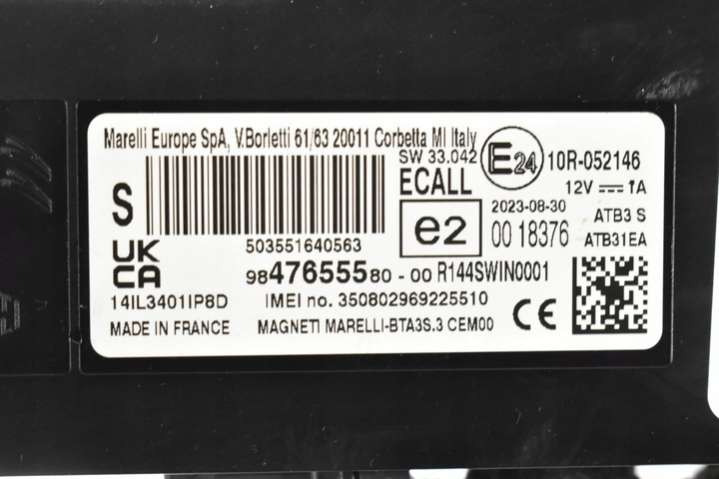 Marelli Europe SpA, V.Borletti 61/63 20011 Corbetta MI Italy
SW 33.042
E24
10R-052146
S
ECALL
12V ⎓ 1A
503551640563
e2
2023-08-30
00 18376
ATB3 S
ATB31EA
UK
CA
9847655580-00 R144SWIN0001
14IL3401IP8D
IMEI no. 350802969225510
MADE IN FRANCE
MAGNETI MARELLI-BTA3S.3 CEM00
CE